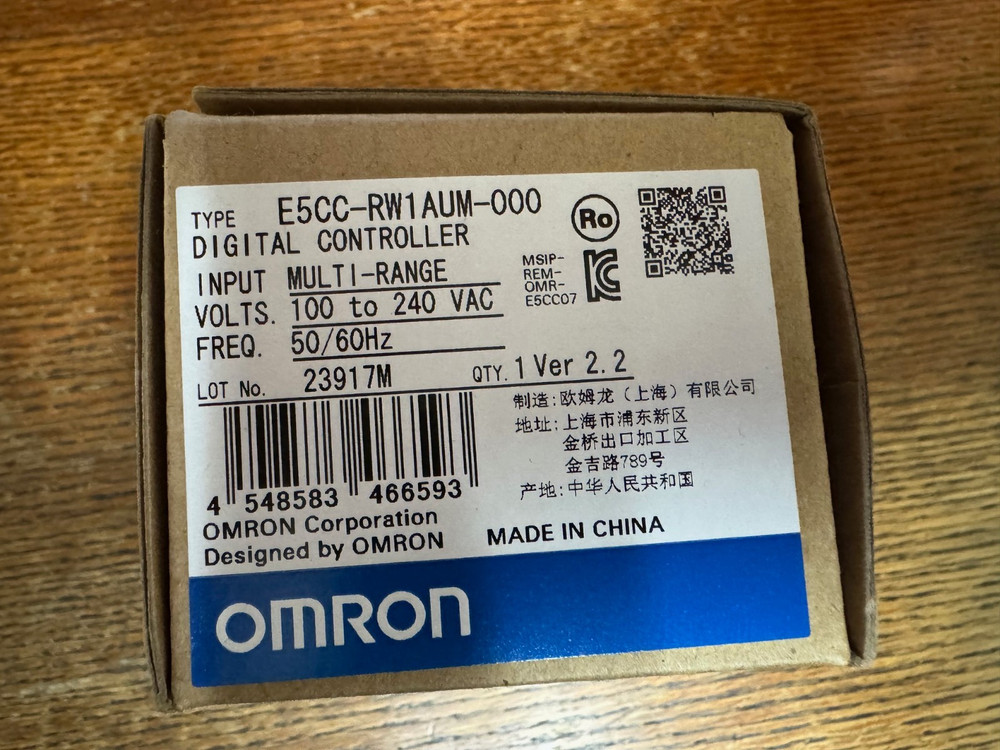 TYPE E5CC-RW1AUM-000
DIGITAL CONTROLLER
INPUT MULTI-RANGE
VOLTS. 100 to 240 VAC
FREQ. 50/60Hz
LOT No. 23917M QTY. 1 Ver 2.2
Ro
MSIP-
REM-
OMR-
E5CC07
4 548583 466593
OMRON Corporation
Designed by OMRON
制造:欧姆龙（上海）有限公司
地址:上海市浦东新区
金桥出口加工区
金吉路789号
产地:中华人民共和国
MADE IN CHINA
OMRON